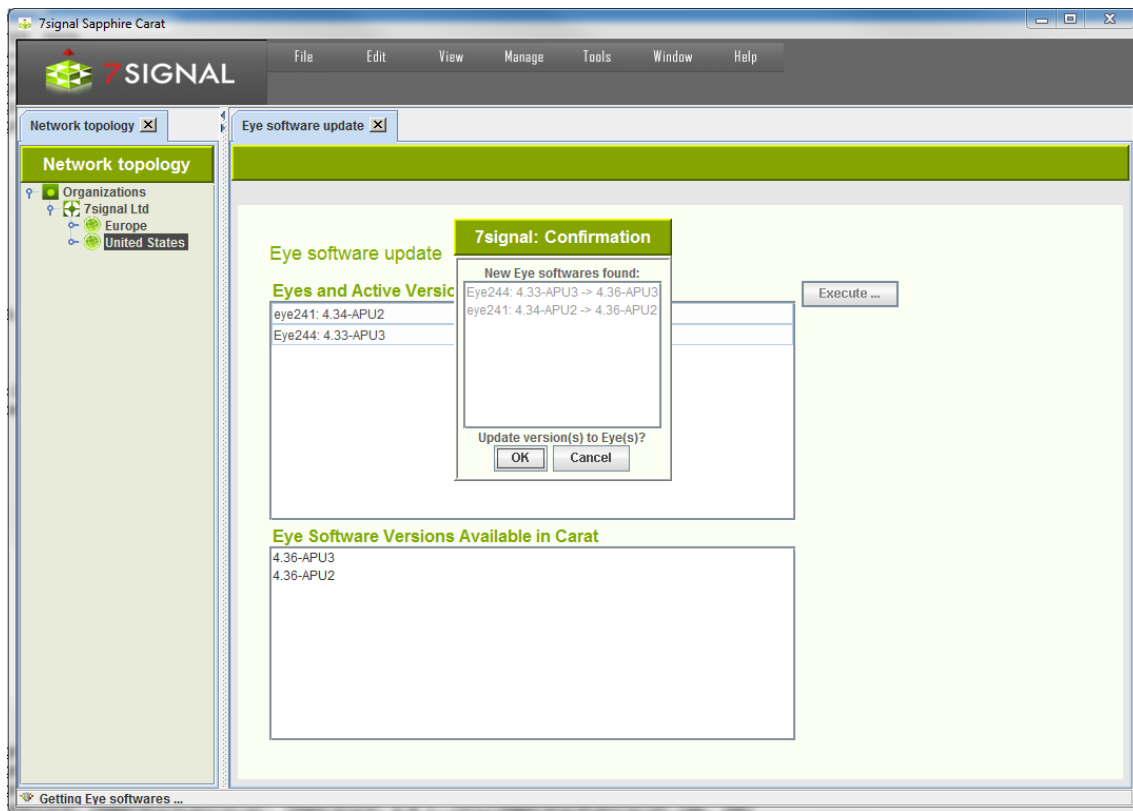 7signal Sapphire Carat
7SIGNAL
File Edit View Manage Tools Window Help
Network topology
Eye software update
Network topology
Organizations
7signal Ltd
Europe
United States
Eye software update
Eyes and Active Versio
eye241: 4.34-APU2
Eye244: 4.33-APU3
Execute ...
7signal: Confirmation
New Eye softwares found:
Eye244: 4.33-APU3 -> 4.36-APU3
eye241: 4.34-APU2 -> 4.36-APU2
Update version(s) to Eye(s)?
OK Cancel
Eye Software Versions Available in Carat
4.36-APU3
4.36-APU2
Getting Eye softwares ...